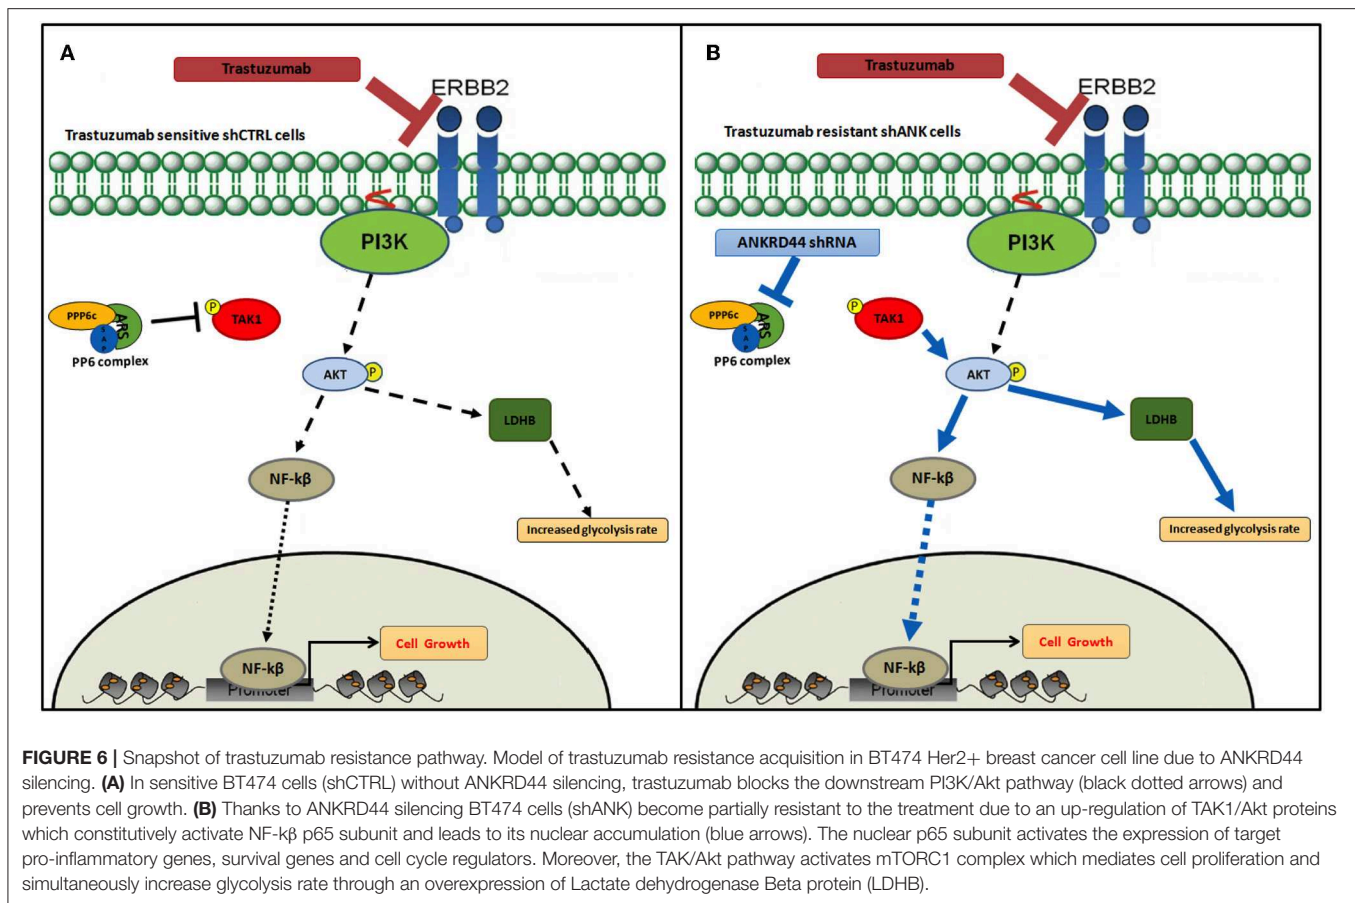 A
Trastuzumab
ERBB2
Trastuzumab sensitive shCTRL cells
PI3K
PPP6c
ARS
SAP
PP6 complex
P
TAK1
AKT
P
LDHB
NF-kβ
Increased glycolysis rate
Cell Growth
NF-kβ
Promoter
B
Trastuzumab
ERBB2
Trastuzumab resistant shANK cells
ANKRD44 shRNA
PI3K
PPP6c
ARS
SAP
PP6 complex
P
TAK1
AKT
P
LDHB
NF-kβ
Increased glycolysis rate
Cell Growth
NF-kβ
Promoter
FIGURE 6 | Snapshot of trastuzumab resistance pathway. Model of trastuzumab resistance acquisition in BT474 Her2+ breast cancer cell line due to ANKRD44
silencing. (A) In sensitive BT474 cells (shCTRL) without ANKRD44 silencing, trastuzumab blocks the downstream PI3K/Akt pathway (black dotted arrows) and
prevents cell growth. (B) Thanks to ANKRD44 silencing BT474 cells (shANK) become partially resistant to the treatment due to an up-regulation of TAK1/Akt proteins
which constitutively activate NF-kβ p65 subunit and leads to its nuclear accumulation (blue arrows). The nuclear p65 subunit activates the expression of target
pro-inflammatory genes, survival genes and cell cycle regulators. Moreover, the TAK/Akt pathway activates mTORC1 complex which mediates cell proliferation and
simultaneously increase glycolysis rate through an overexpression of Lactate dehydrogenase Beta protein (LDHB).